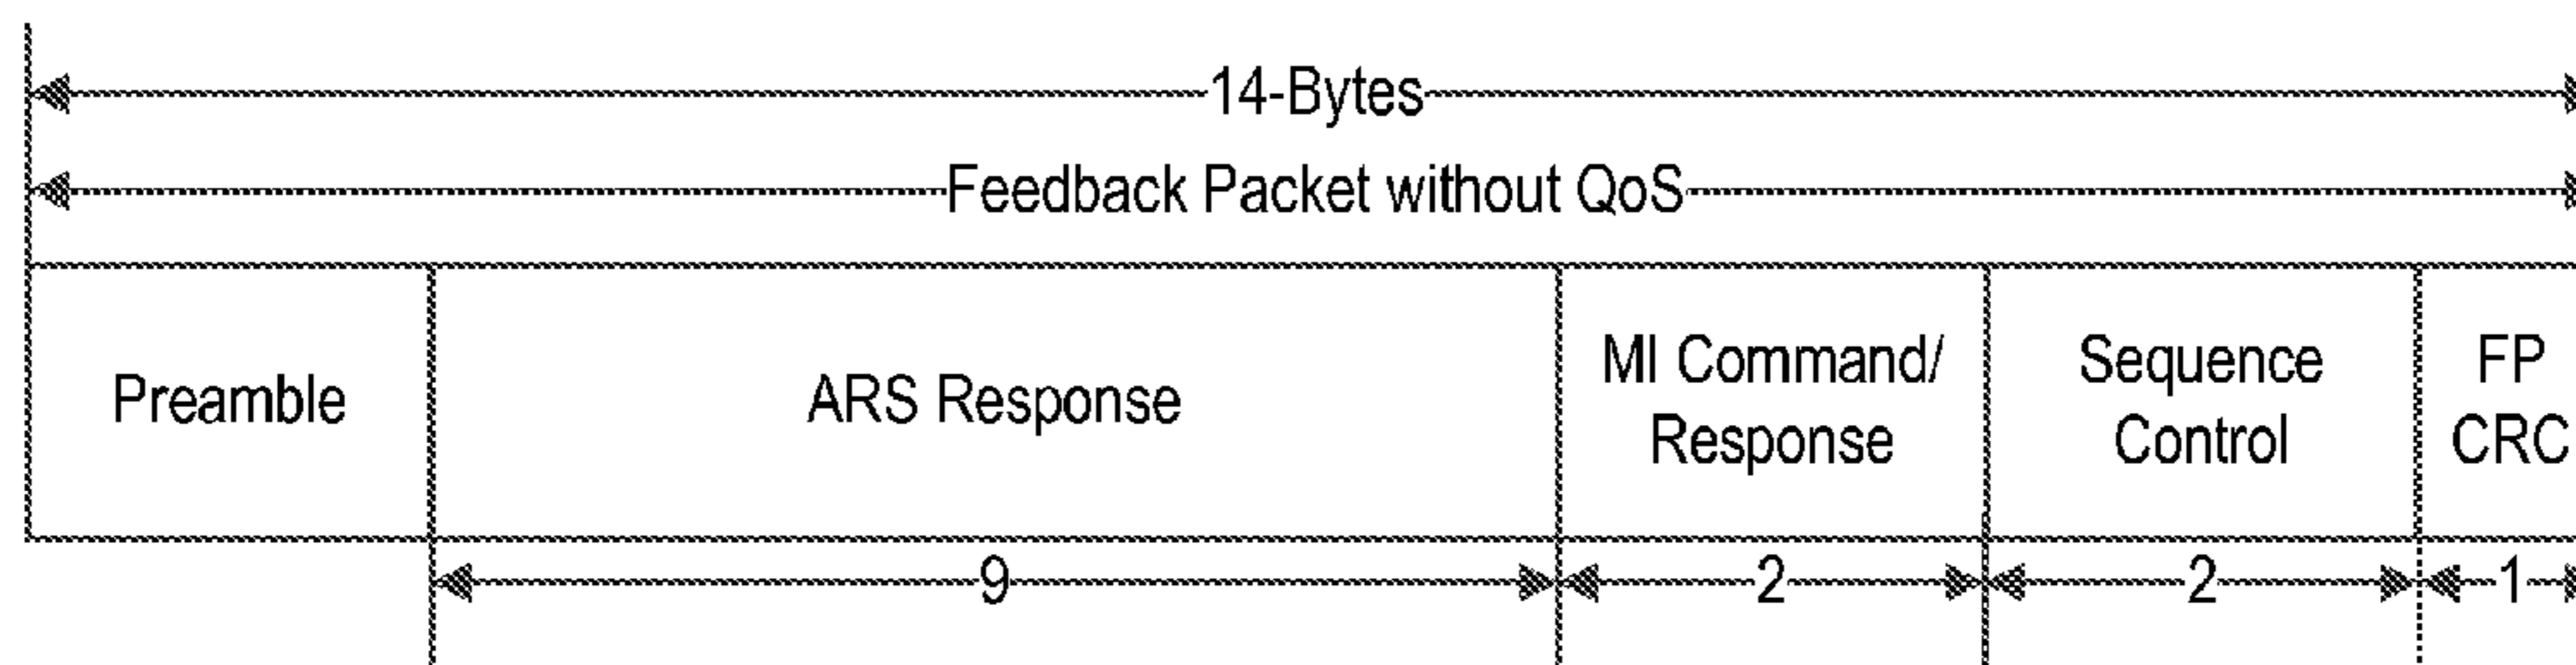 14-Bytes
Feedback Packet without QoS
Preamble
ARS Response
MI Command/
Response
Sequence
Control
FP
CRC
9
2
2
1